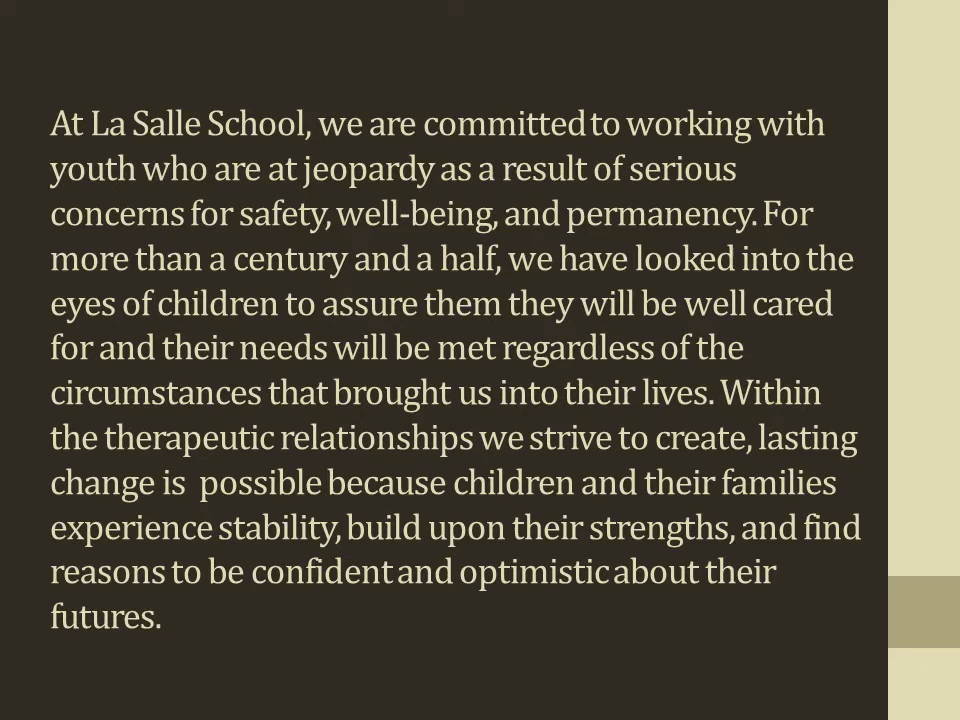 At La Salle School, we are committed to working with
youth who are at jeopardy as a result of serious
concerns for safety, well-being, and permanency. For
more than a century and a half, we have looked into the
eyes of children to assure them they will be well cared
for and their needs will be met regardless of the
circumstances that brought us into their lives. Within
the therapeutic relationships we strive to create, lasting
change is  possible because children and their families
experience stability, build upon their strengths, and find
reasons to be confident and optimistic about their
futures.